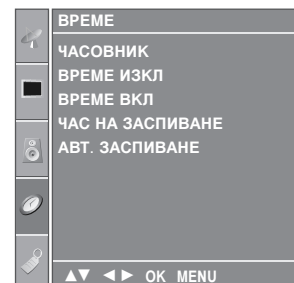 ВРЕМЕ
ЧАСОВНИК
ВРЕМЕ ИЗКЛ
ВРЕМЕ ВКЛ
ЧАС НА ЗАСПИВАНЕ
АВТ. ЗАСПИВАНЕ
▲▼ ◄► OK MENU